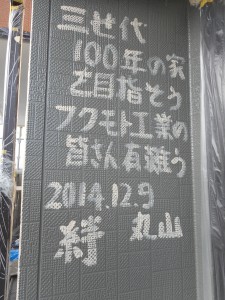 三世代
100年の実
を目指そう
フクモト工業の
皆さん有難う
2014.12.9
絆 丸山